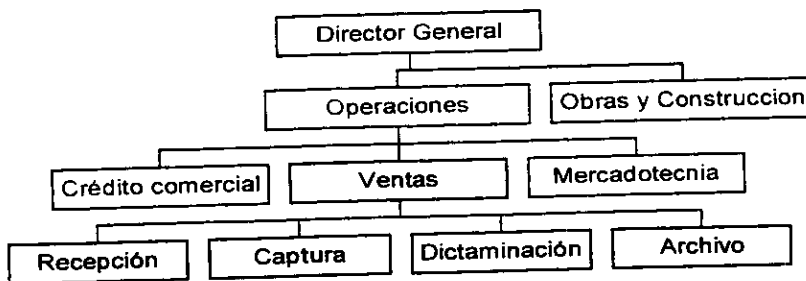 Director General
Operaciones
Obras y Construccion
Crédito comercial
Ventas
Mercadotecnia
Recepción
Captura
Dictaminación
Archivo